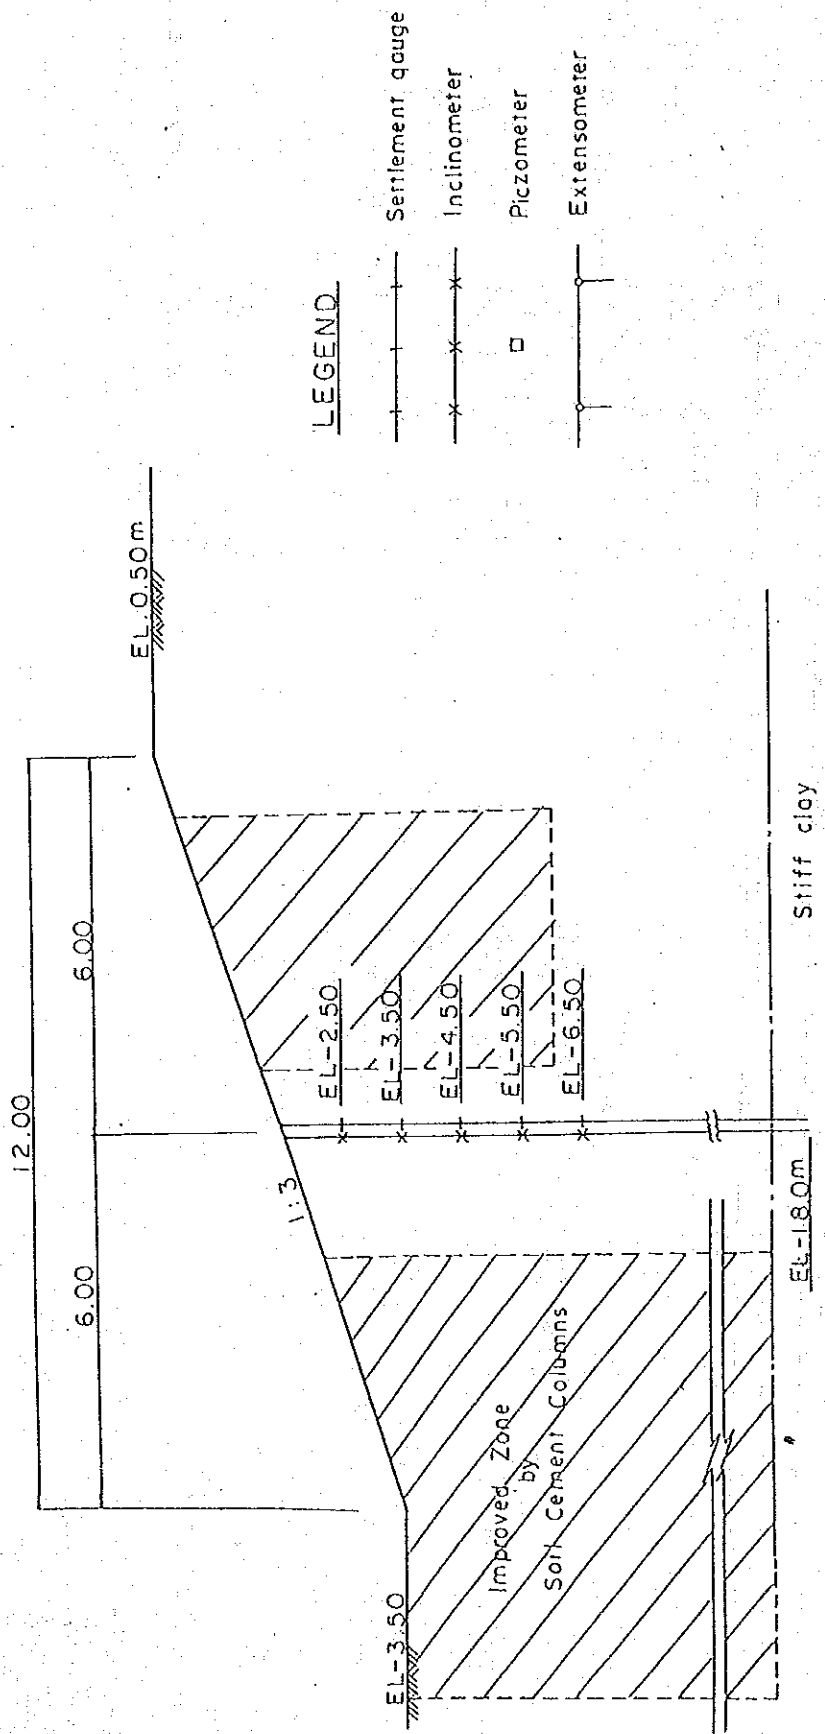 12.00
6.00
6.00
EL. 0.50m
1:3
EL-3.50
EL-2.50
EL-3.50
EL-4.50
EL-5.50
EL-6.50
Improved Zone
by
Soil Cement Columns
EL-18.0m
Stiff clay
LEGEND
Settlement gauge
Inclinometer
Piczometer
Extensometer